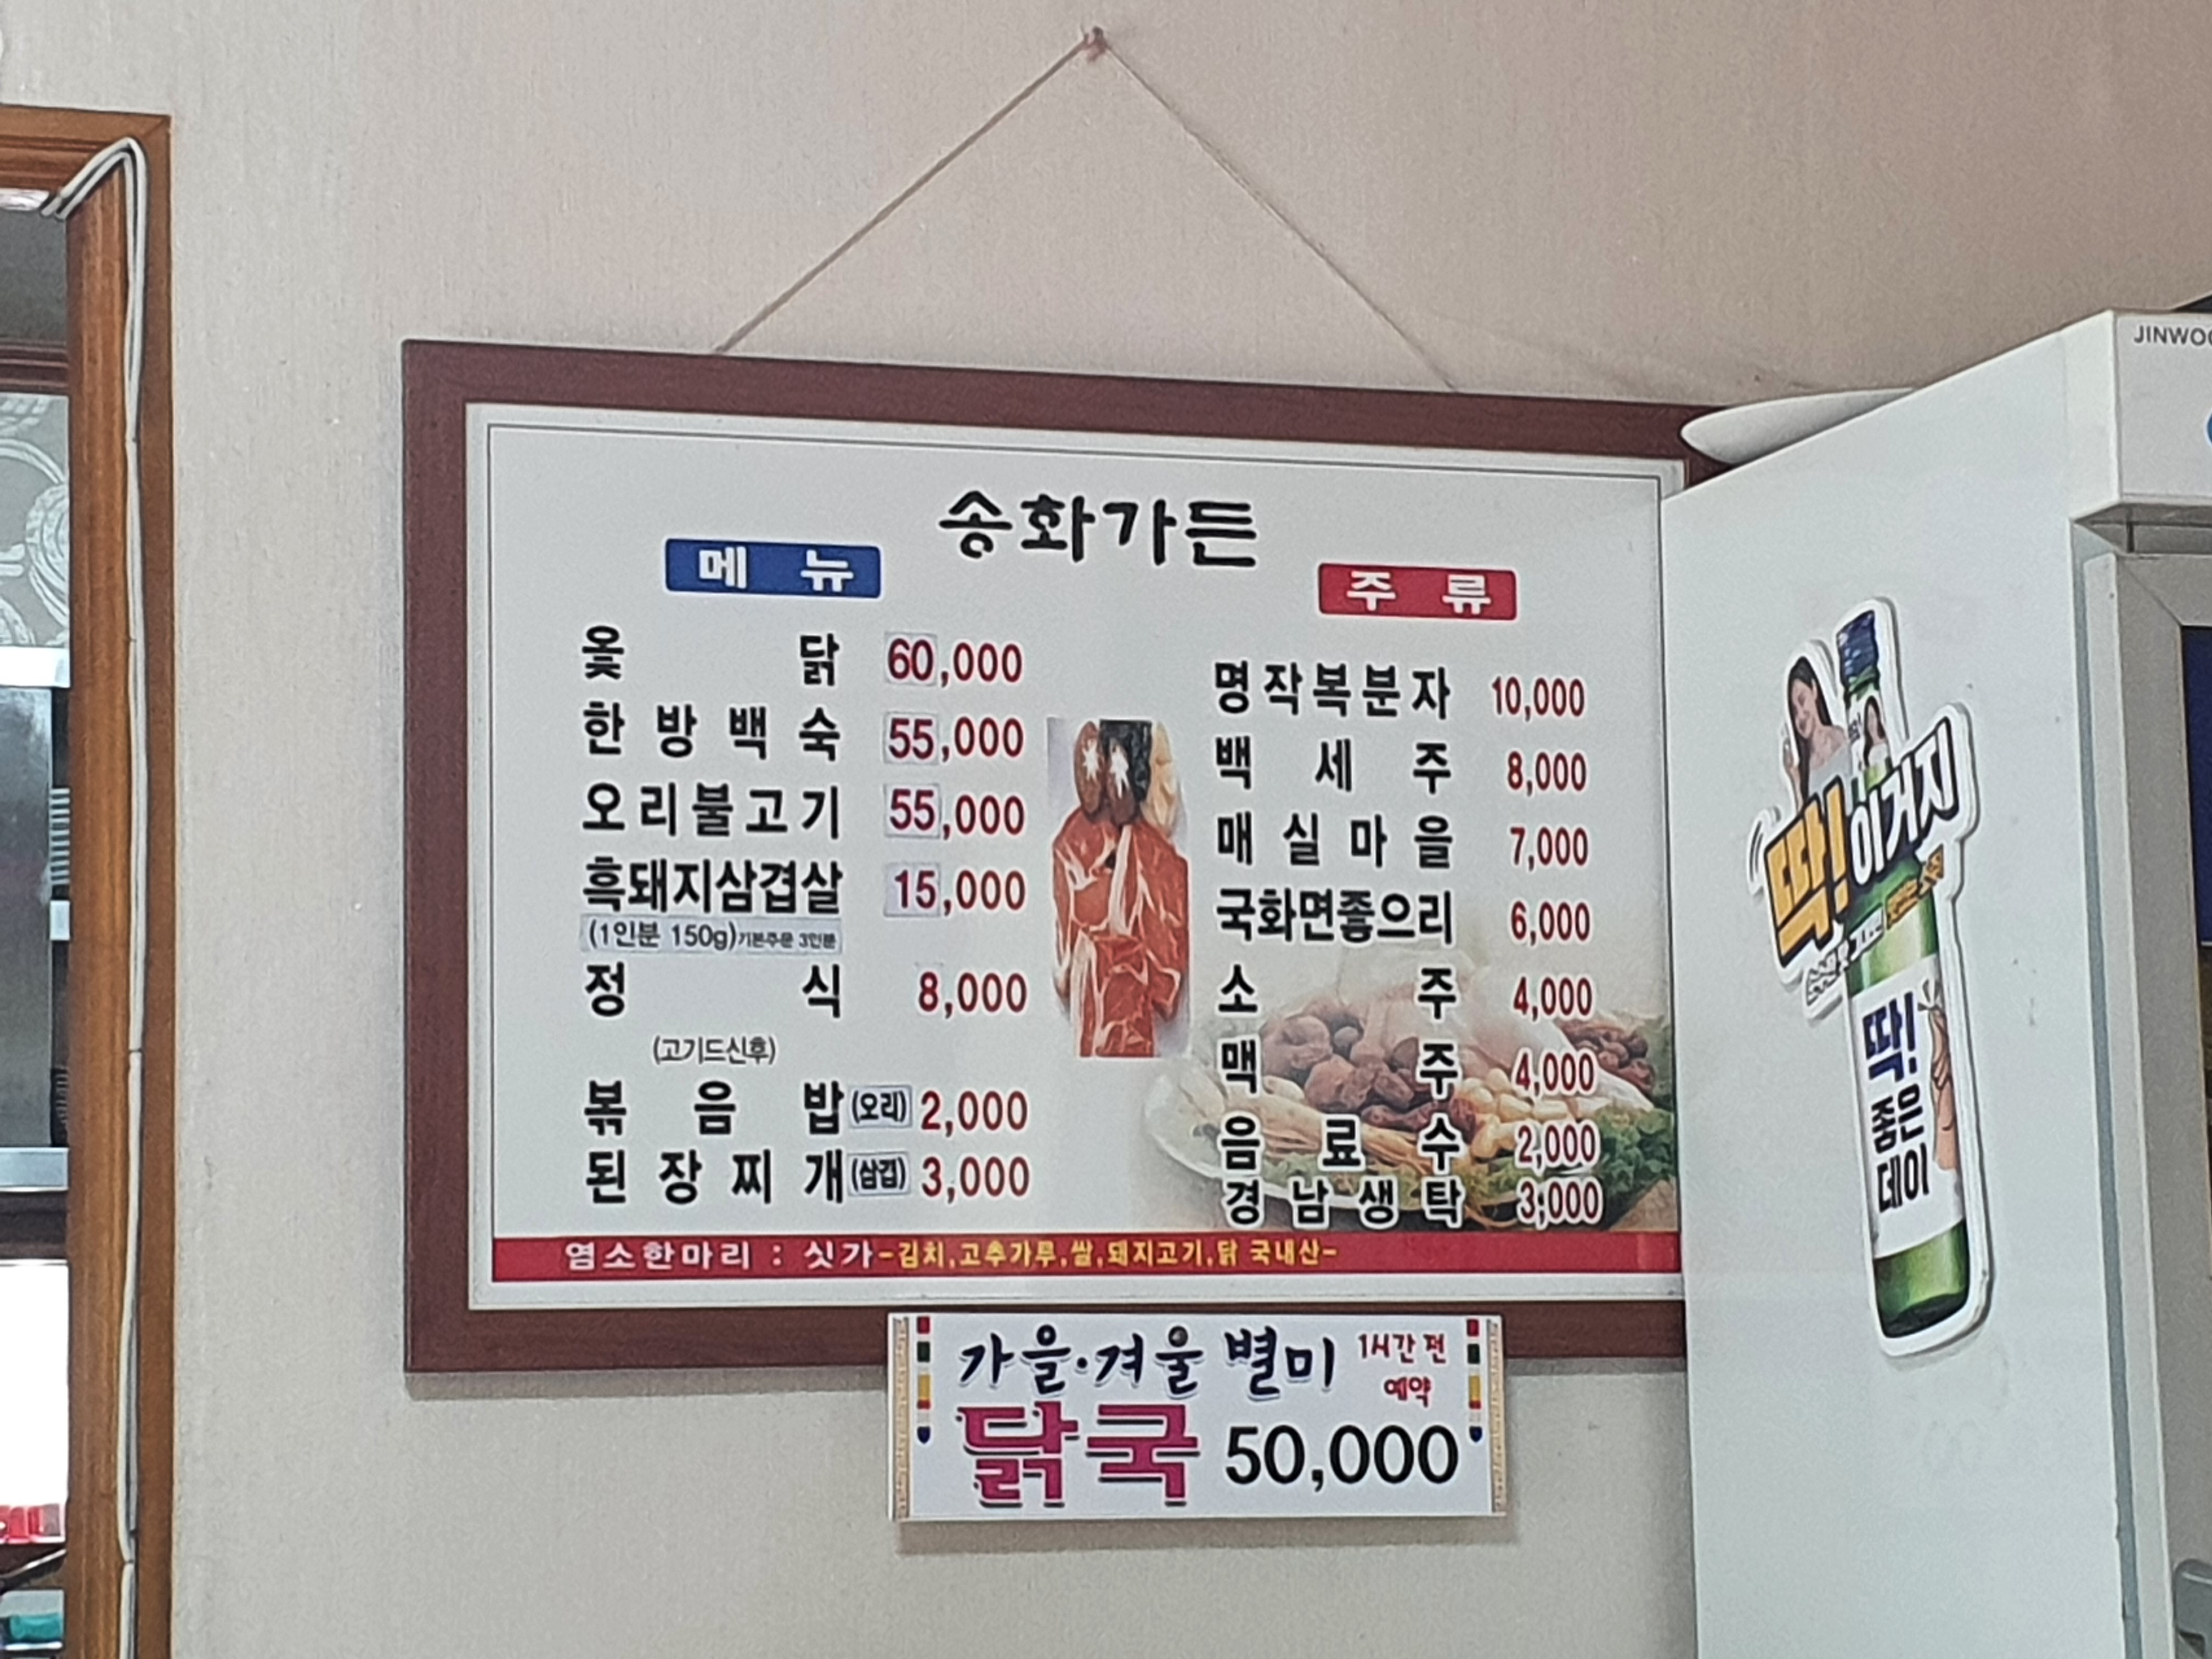 송화가든
메 뉴
옻 닭 60,000
한 방 백 숙 55,000
오리불고기 55,000
흑돼지삼겹살 15,000
(1인분 150g)기본주문 3인분
정 식 8,000
(고기드신후)
볶 음 밥(오리) 2,000
된 장 찌 개(삼겹) 3,000
주 류
명작복분자 10,000
백 세 주 8,000
매 실 마 을 7,000
국화면좋으리 6,000
소 주 4,000
맥 주 4,000
음 료 수 2,000
경 남 생 탁 3,000
염소한마리 : 싯가-김치,고추가루,쌀,돼지고기,닭 국내산-
가을·겨울 별미 1시간 전
예약
닭국 50,000
딱! 이거지
딱!
좋은
데이